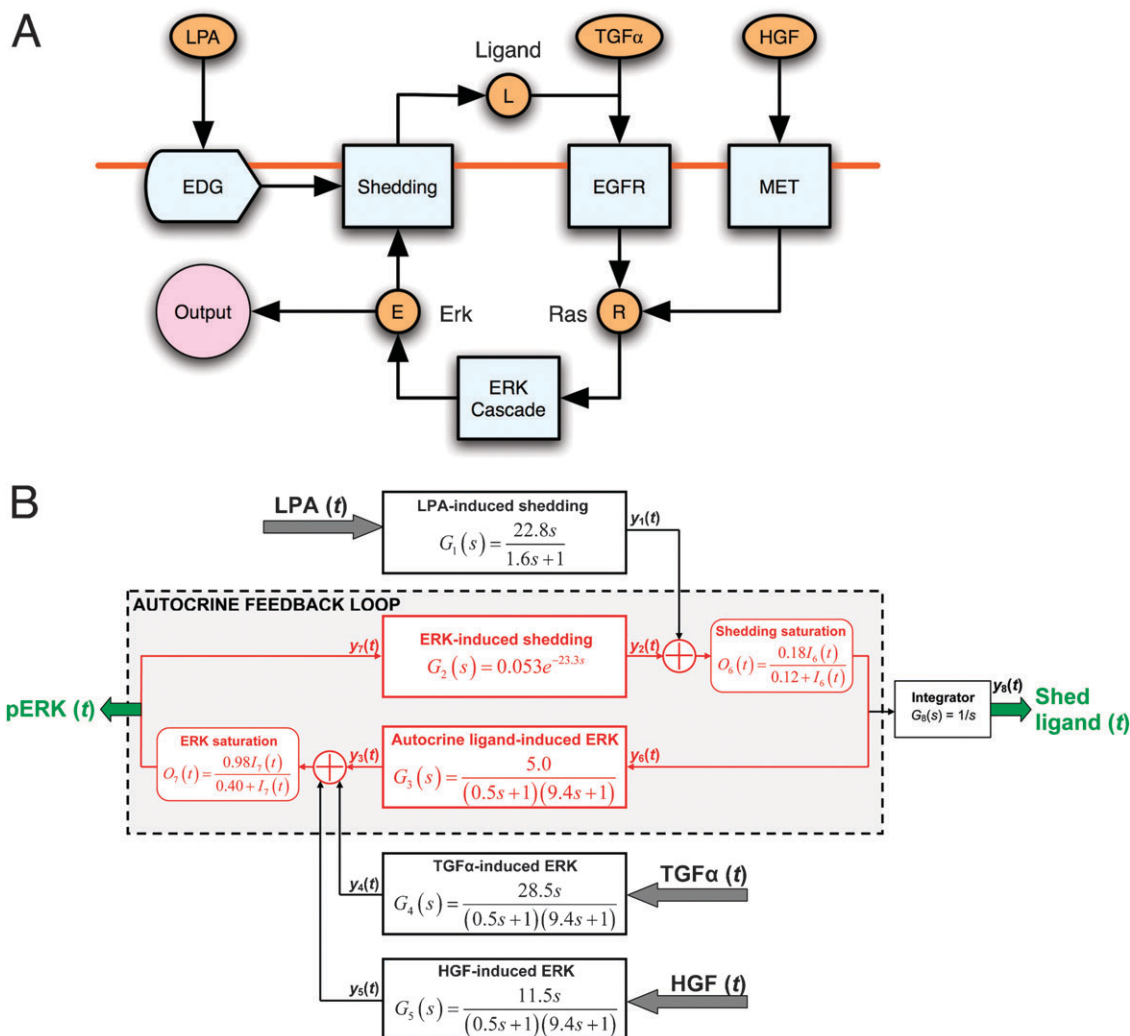 A
LPA
TGFα
HGF
Ligand
L
EDG
Shedding
EGFR
MET
Output
E
Erk
Ras
R
ERK
Cascade
B
LPA (t)
LPA-induced shedding
G₁(s) = 22.8s / (1.6s+1)
y₁(t)
AUTOCRINE FEEDBACK LOOP
y₇(t)
ERK-induced shedding
G₂(s) = 0.053e^{−23.3s}
y₂(t)
Shedding saturation
O₆(t) = 0.18I₆(t) / (0.12 + I₆(t))
pERK (t)
Integrator
G₈(s) = 1/s
y₈(t)
Shed
ligand (t)
ERK saturation
O₇(t) = 0.98I₇(t) / (0.40 + I₇(t))
y₃(t)
Autocrine ligand-induced ERK
G₃(s) = 5.0 / ((0.5s+1)(9.4s+1))
y₆(t)
TGFα-induced ERK
y₄(t)
G₄(s) = 28.5s / ((0.5s+1)(9.4s+1))
TGFα (t)
HGF-induced ERK
y₅(t)
G₅(s) = 11.5s / ((0.5s+1)(9.4s+1))
HGF (t)